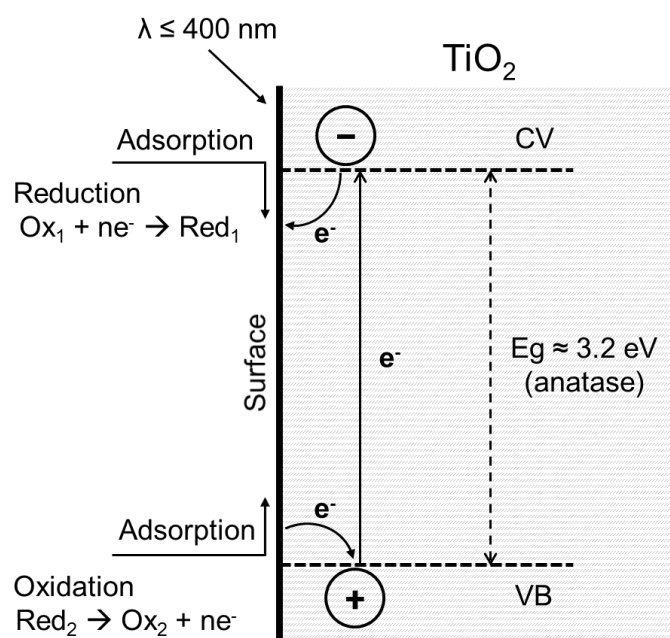 λ ≤ 400 nm
TiO₂
−
CV
Adsorption
Reduction
Ox₁ + ne⁻ → Red₁
e⁻
Surface
e⁻
Eg ≈ 3.2 eV
(anatase)
e⁻
Adsorption
Oxidation
Red₂ → Ox₂ + ne⁻
+
VB